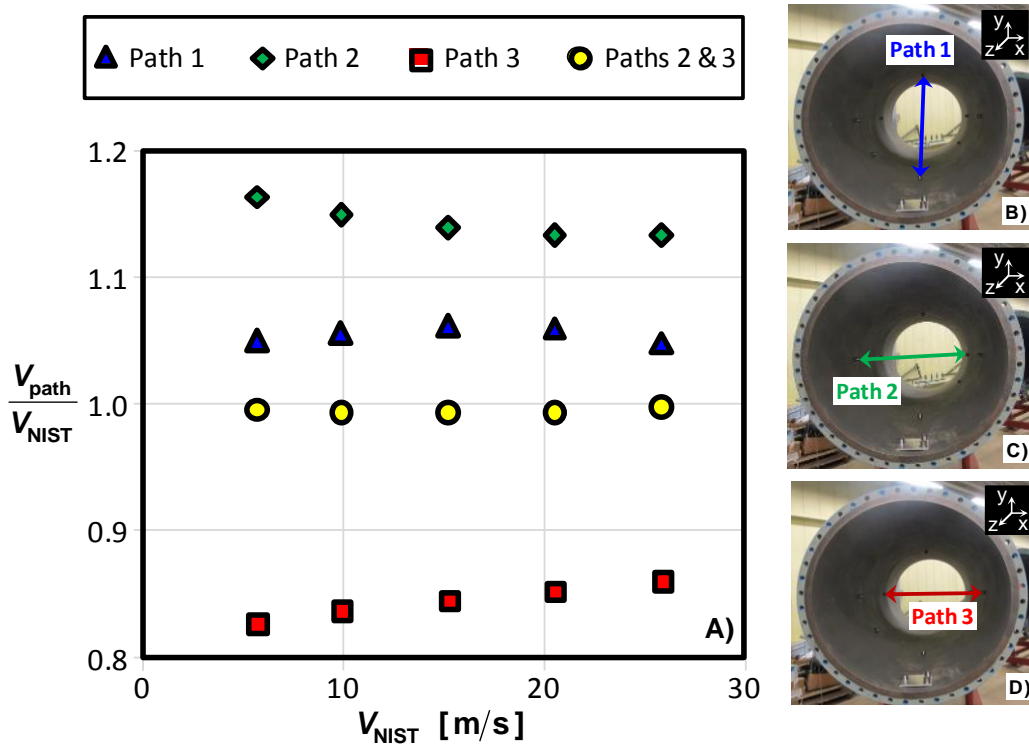 Path 1
Path 2
Path 3
Paths 2 & 3
1.2
1.1
1.0
0.9
0.8
V_path
V_NIST
0
10
20
30
V_NIST [m/s]
A)
y
z
x
Path 1
B)
y
z
x
Path 2
C)
y
z
x
Path 3
D)